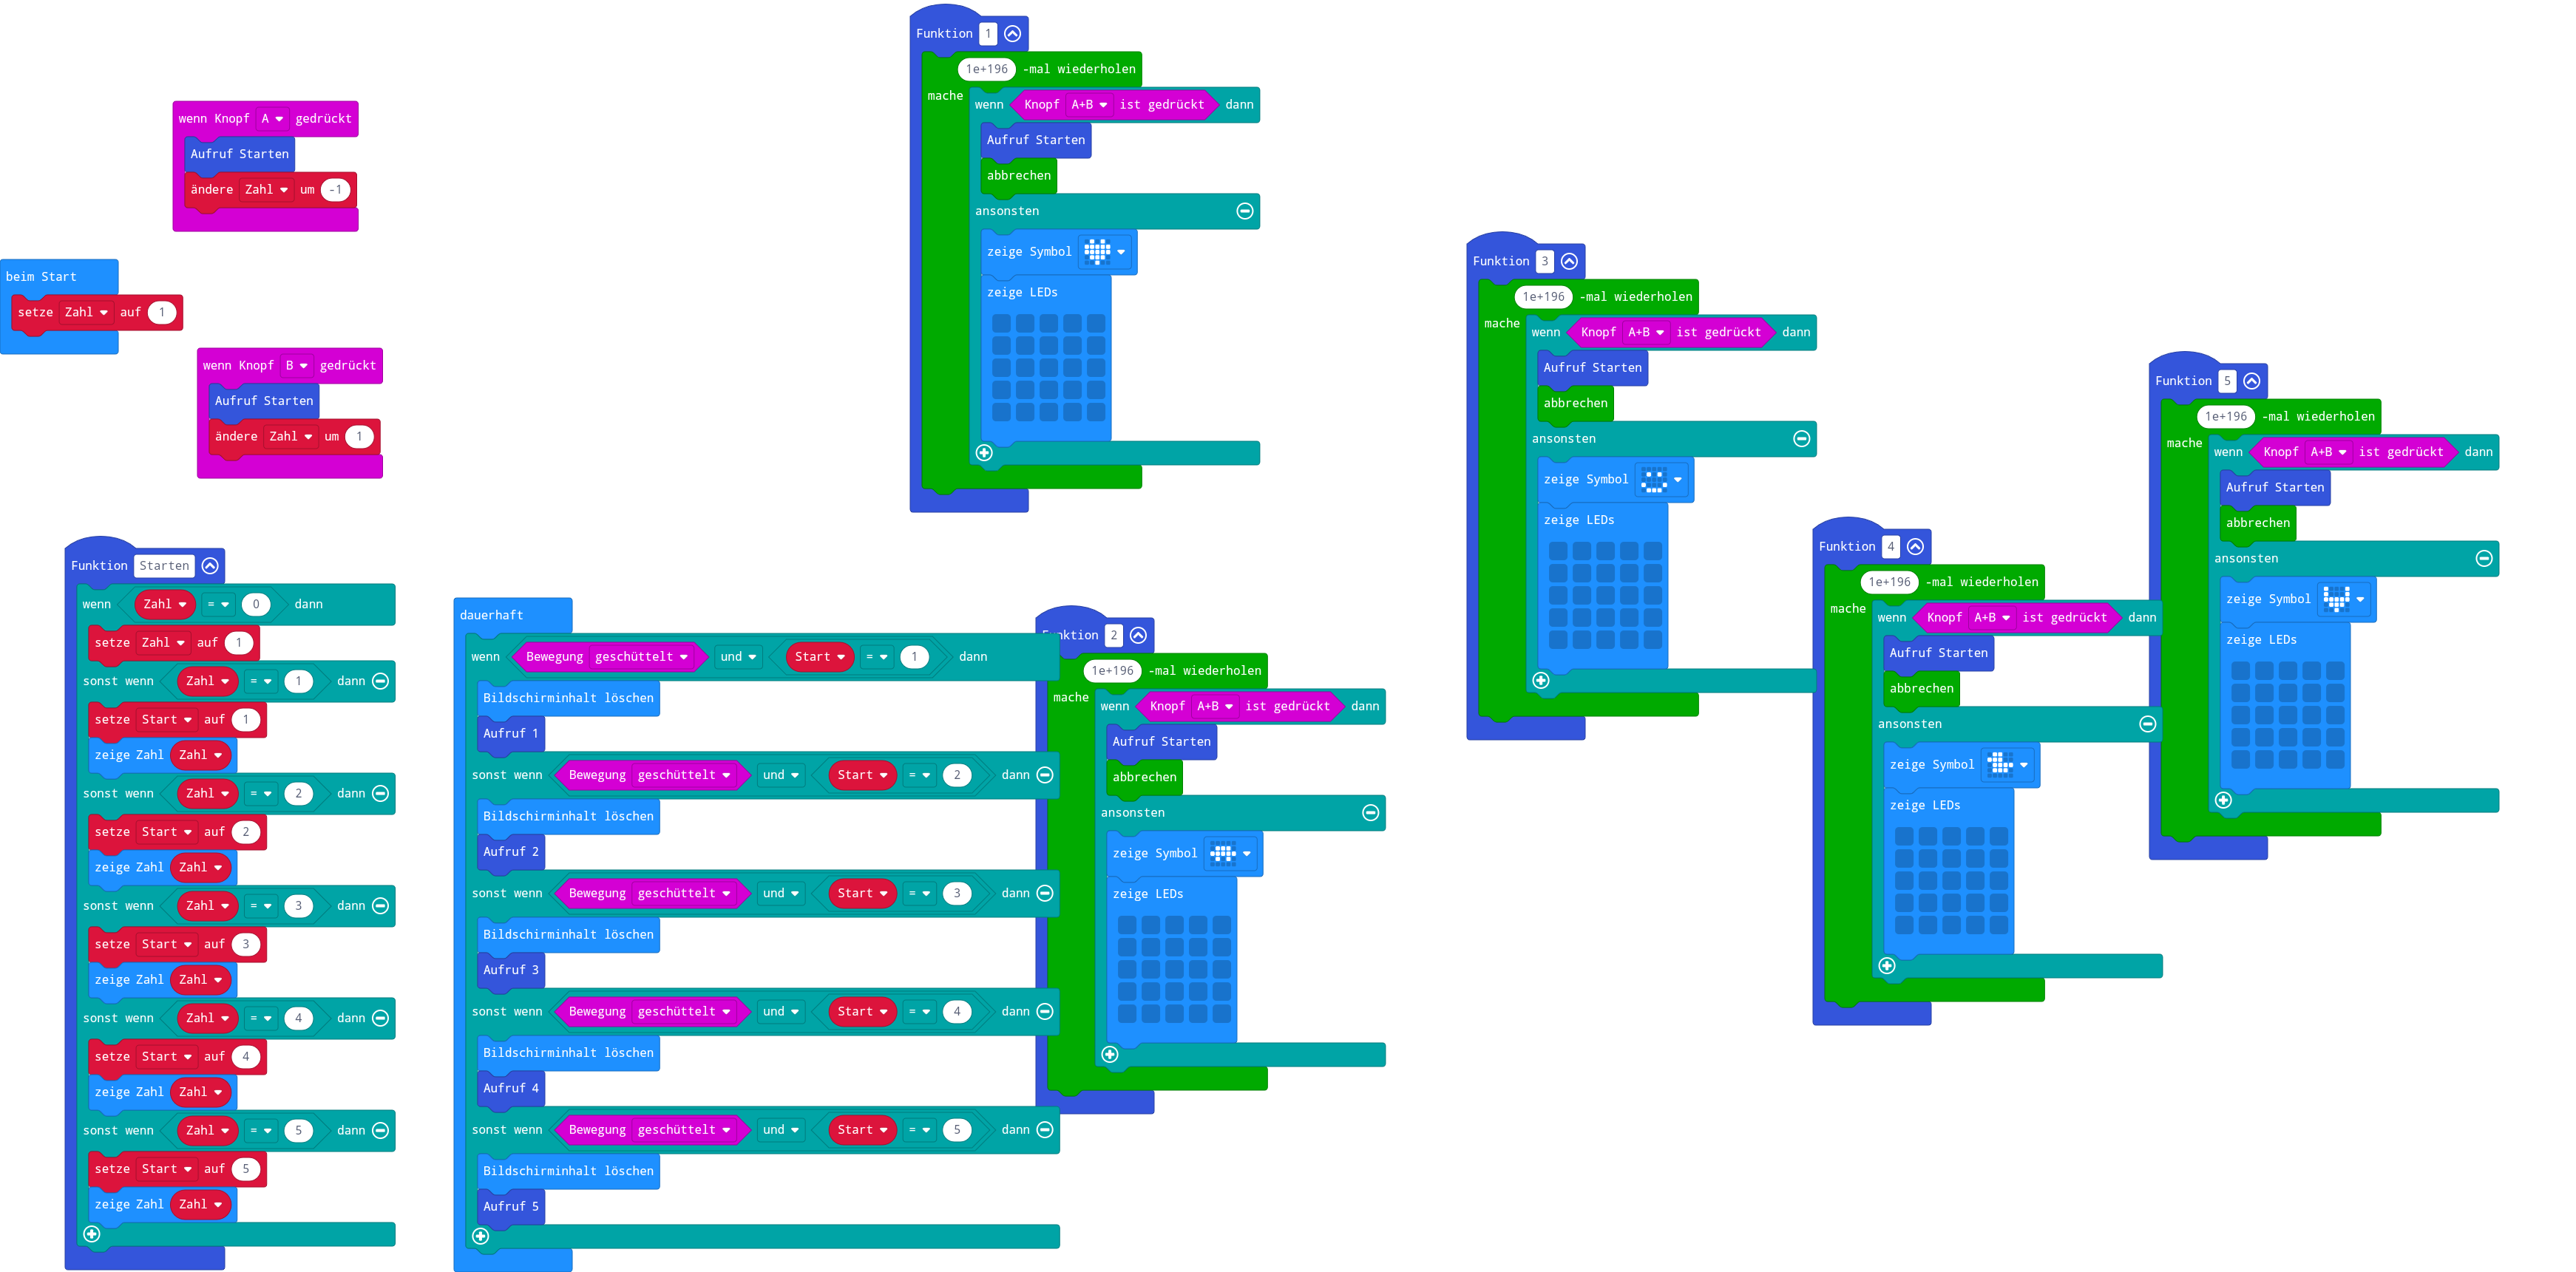 wenn Knopf A gedrückt
Aufruf Starten
ändere Zahl um -1
beim Start
setze Zahl auf 1
wenn Knopf B gedrückt
Aufruf Starten
ändere Zahl um 1
Funktion Starten
wenn Zahl = 0 dann
setze Zahl auf 1
sonst wenn Zahl = 1 dann
setze Start auf 1
zeige Zahl Zahl
sonst wenn Zahl = 2 dann
setze Start auf 2
zeige Zahl Zahl
sonst wenn Zahl = 3 dann
setze Start auf 3
zeige Zahl Zahl
sonst wenn Zahl = 4 dann
setze Start auf 4
zeige Zahl Zahl
sonst wenn Zahl = 5 dann
setze Start auf 5
zeige Zahl Zahl
dauerhaft
wenn Bewegung geschüttelt und Start = 1 dann
Bildschirminhalt löschen
Aufruf 1
sonst wenn Bewegung geschüttelt und Start = 2 dann
Bildschirminhalt löschen
Aufruf 2
sonst wenn Bewegung geschüttelt und Start = 3 dann
Bildschirminhalt löschen
Aufruf 3
sonst wenn Bewegung geschüttelt und Start = 4 dann
Bildschirminhalt löschen
Aufruf 4
sonst wenn Bewegung geschüttelt und Start = 5 dann
Bildschirminhalt löschen
Aufruf 5
Funktion 1
1e+196 -mal wiederholen
mache
wenn Knopf A+B ist gedrückt dann
Aufruf Starten
abbrechen
ansonsten
zeige Symbol
zeige LEDs
Funktion 2
1e+196 -mal wiederholen
mache
wenn Knopf A+B ist gedrückt dann
Aufruf Starten
abbrechen
ansonsten
zeige Symbol
zeige LEDs
Funktion 3
1e+196 -mal wiederholen
mache
wenn Knopf A+B ist gedrückt dann
Aufruf Starten
abbrechen
ansonsten
zeige Symbol
zeige LEDs
Funktion 4
1e+196 -mal wiederholen
mache
wenn Knopf A+B ist gedrückt dann
Aufruf Starten
abbrechen
ansonsten
zeige Symbol
zeige LEDs
Funktion 5
1e+196 -mal wiederholen
mache
wenn Knopf A+B ist gedrückt dann
Aufruf Starten
abbrechen
ansonsten
zeige Symbol
zeige LEDs